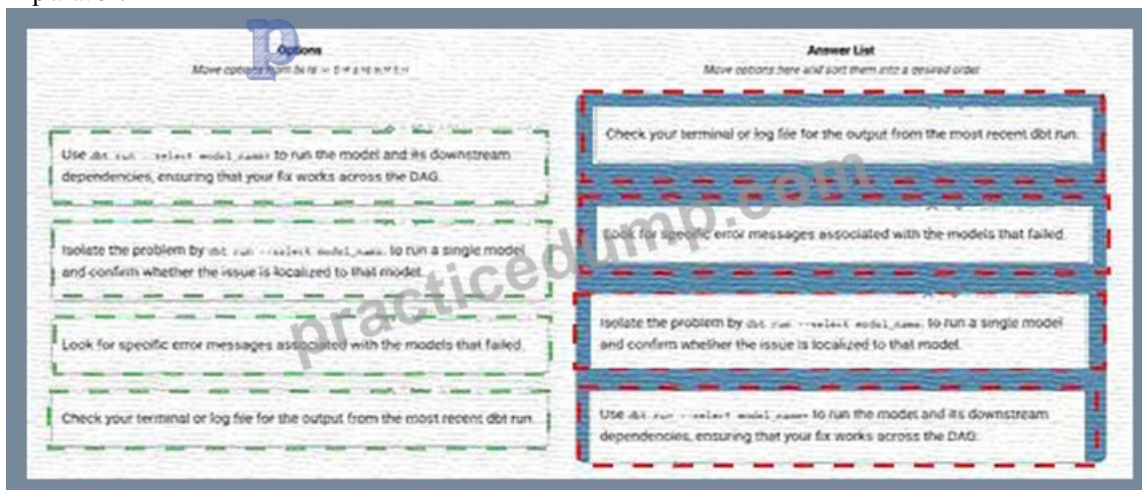 Options
Move options from here
Use dbt run --select model_name+ to run the model and its downstream
dependencies, ensuring that your fix works across the DAG.
Isolate the problem by dbt run --select model_name. to run a single model
and confirm whether the issue is localized to that model.
Look for specific error messages associated with the models that failed.
Check your terminal or log file for the output from the most recent dbt run.
Answer List
Move options here and sort them into a desired order
Check your terminal or log file for the output from the most recent dbt run.
Look for specific error messages associated with the models that failed.
Isolate the problem by dbt run --select model_name. to run a single model
and confirm whether the issue is localized to that model.
Use dbt run --select model_name+ to run the model and its downstream
dependencies, ensuring that your fix works across the DAG.
p
practicedump.com